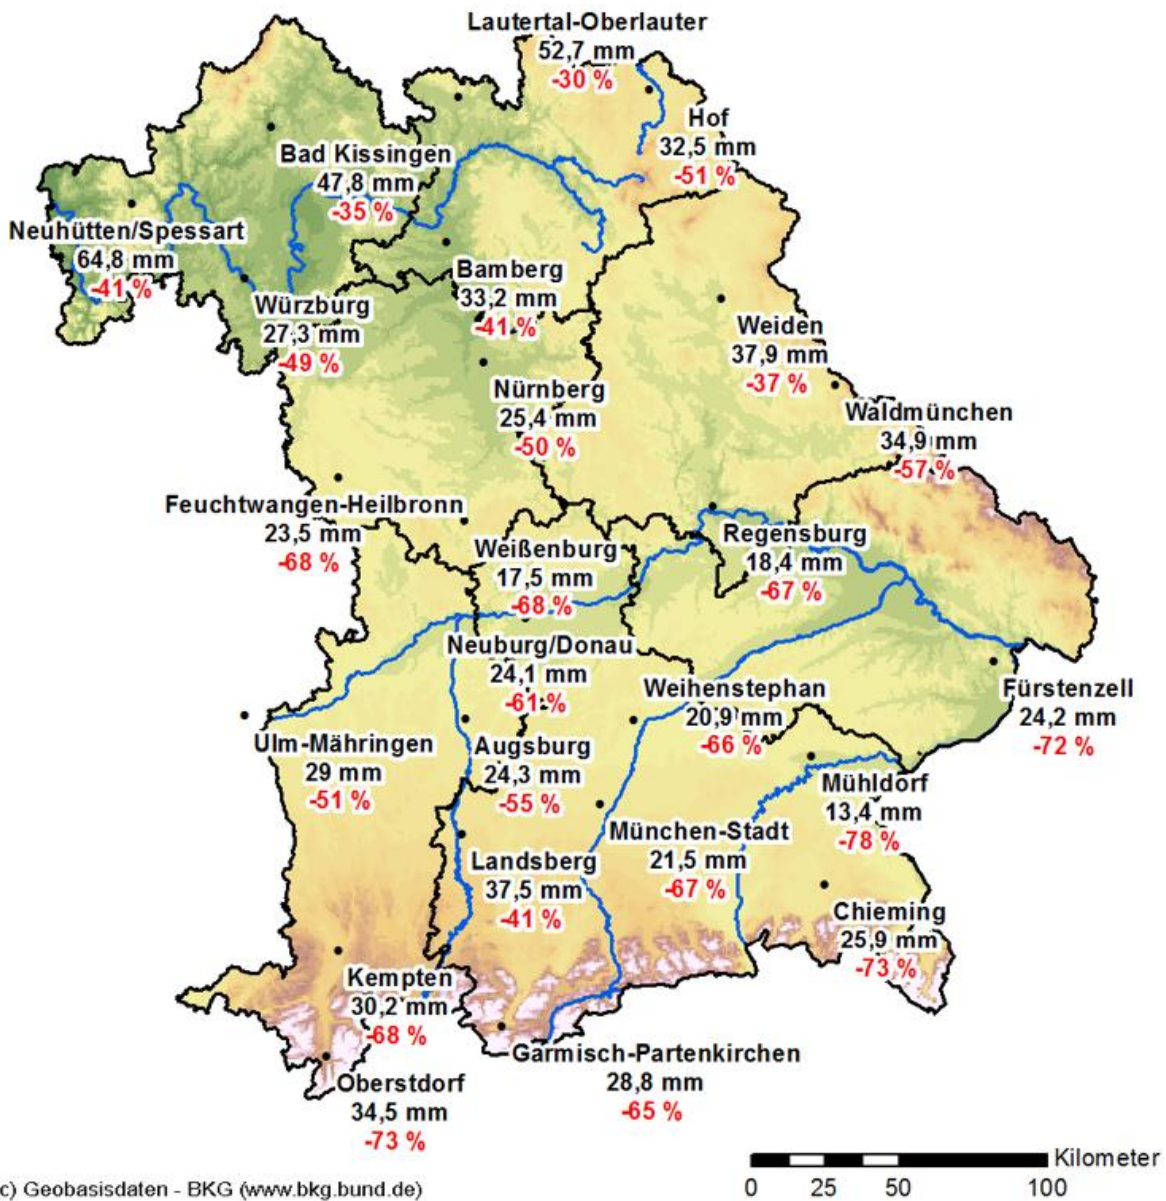 Lautertal-Oberlauter
52,7 mm
-30 %
Hof
32,5 mm
-51 %
Bad Kissingen
47,8 mm
-35 %
Neuhütten/Spessart
64,8 mm
-41 %
Bamberg
33,2 mm
-41 %
Würzburg
27,3 mm
-49 %
Weiden
37,9 mm
-37 %
Nürnberg
25,4 mm
-50 %
Waldmünchen
34,9 mm
-57 %
Feuchtwangen-Heilbronn
23,5 mm
-68 %
Weißenburg
17,5 mm
-68 %
Regensburg
18,4 mm
-67 %
Neuburg/Donau
24,1 mm
-61 %
Weihenstephan
20,9 mm
-66 %
Fürstenzell
24,2 mm
-72 %
Ulm-Mähringen
29 mm
-51 %
Augsburg
24,3 mm
-55 %
Mühldorf
13,4 mm
-78 %
München-Stadt
21,5 mm
-67 %
Landsberg
37,5 mm
-41 %
Chieming
25,9 mm
-73 %
Kempten
30,2 mm
-68 %
Garmisch-Partenkirchen
28,8 mm
-65 %
Oberstdorf
34,5 mm
-73 %
Kilometer
0 25 50 100
c) Geobasisdaten - BKG (www.bkg.bund.de)